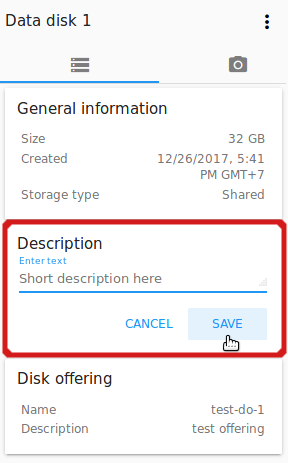 Data disk 1
General information
Size 32 GB
Created 12/26/2017, 5:41
PM GMT+7
Storage type Shared
Description
Enter text
Short description here
CANCEL SAVE
Disk offering
Name test-do-1
Description test offering